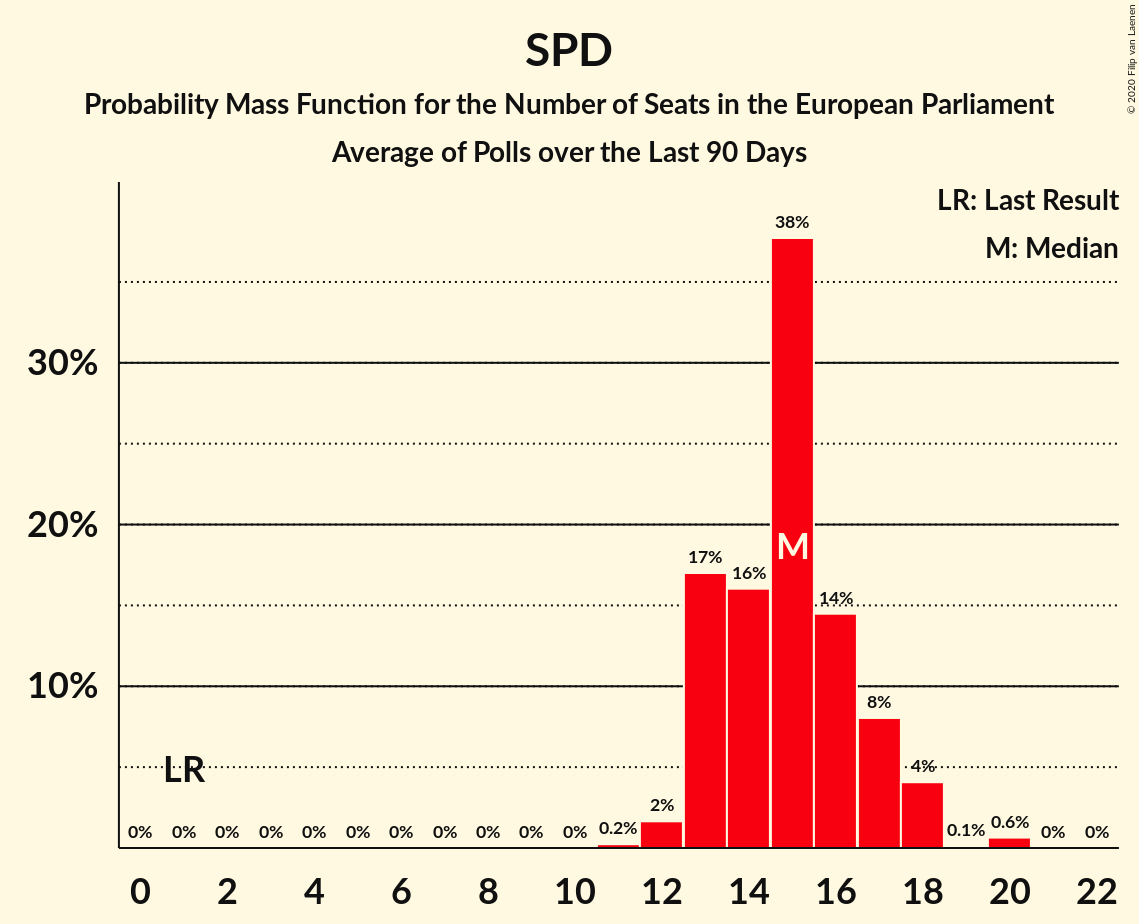 SPD
Probability Mass Function for the Number of Seats in the European Parliament
Average of Polls over the Last 90 Days
© 2020 Filip van Laenen
LR: Last Result
M: Median
38%
30%
20%
M
17%
16%
14%
10%
8%
LR
4%
2%
0% 0% 0% 0% 0% 0% 0% 0% 0% 0% 0% 0.2% 0.1% 0.6% 0% 0%
0 2 4 6 8 10 12 14 16 18 20 22